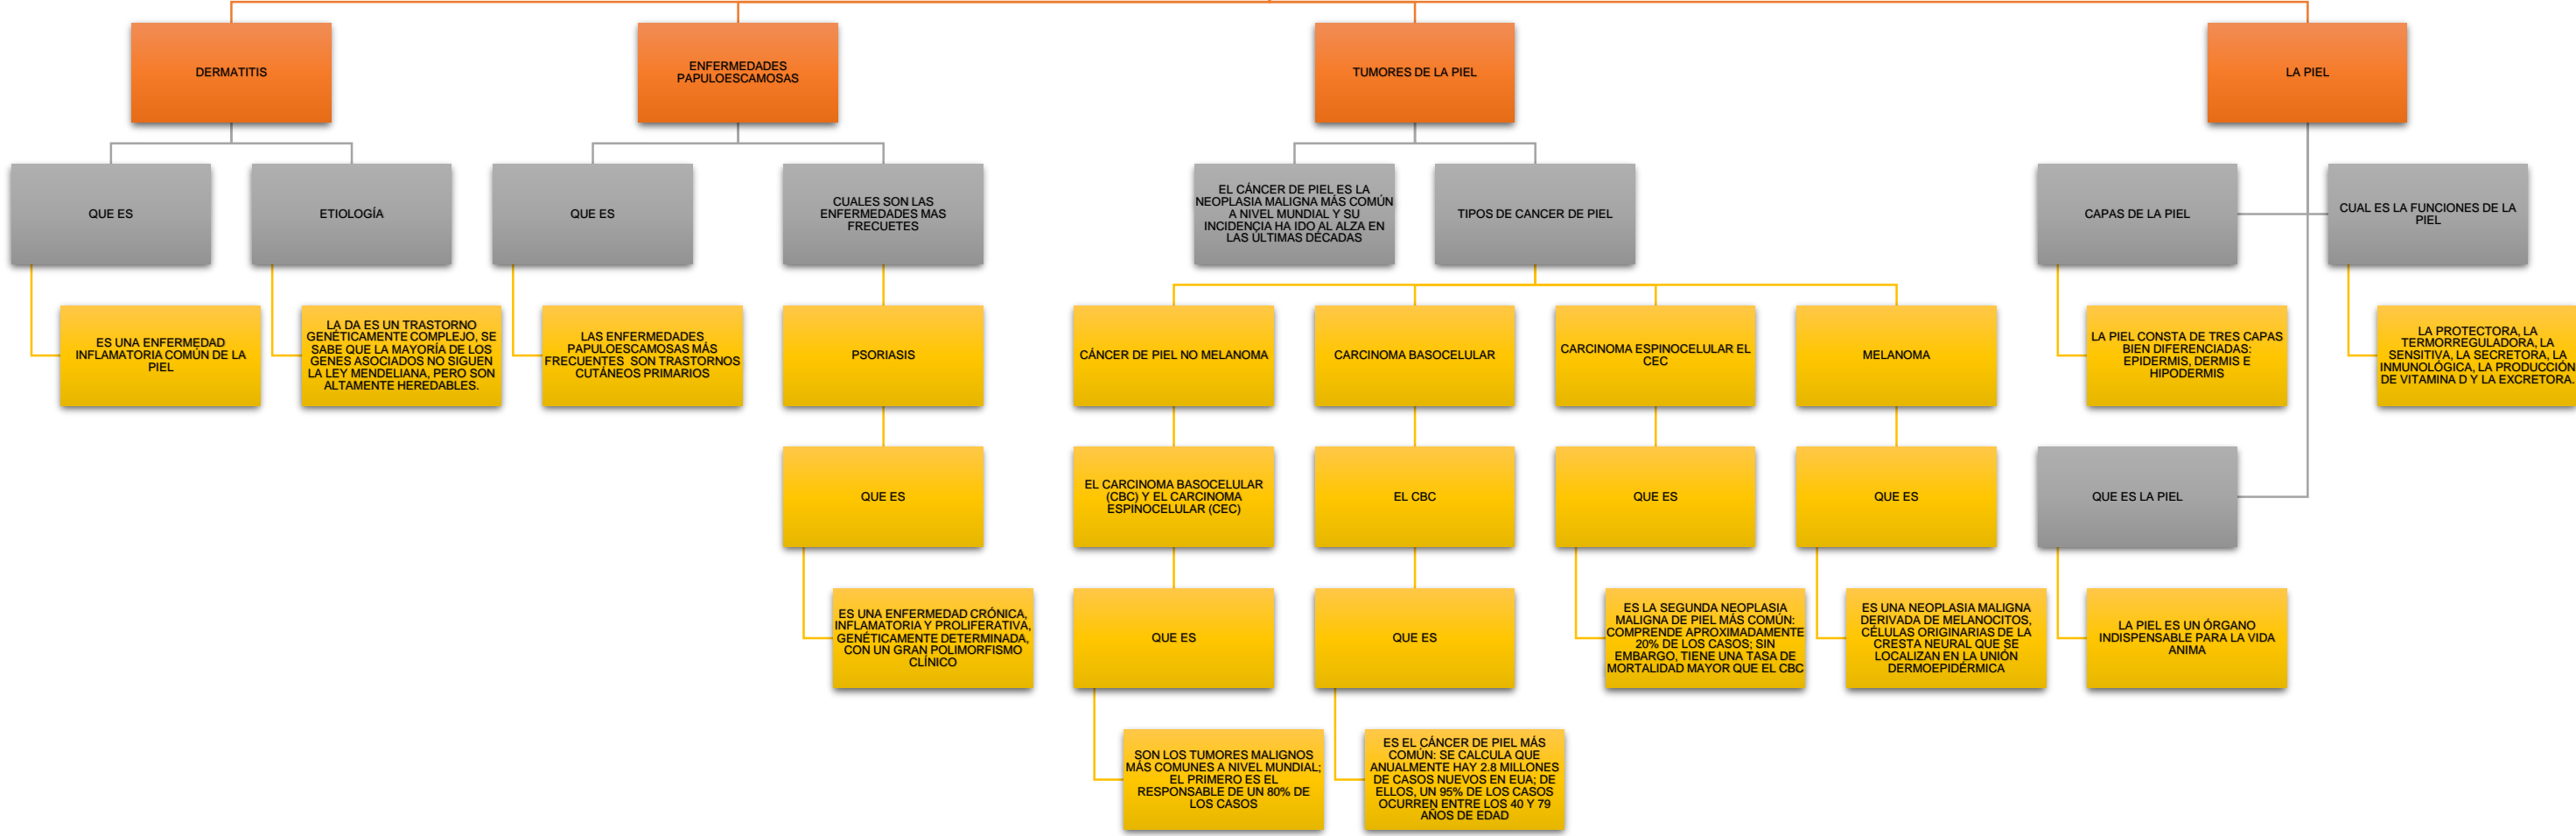 DERMATITIS
ENFERMEDADES
PAPULOESCAMOSAS
TUMORES DE LA PIEL
LA PIEL
QUE ES
ETIOLOGÍA
QUE ES
CUALES SON LAS
ENFERMEDADES MAS
FRECUETES
EL CÁNCER DE PIEL ES LA
NEOPLASIA MALIGNA MÁS COMÚN
A NIVEL MUNDIAL Y SU
INCIDENCIA HA IDO AL ALZA EN
LAS ÚLTIMAS DÉCADAS
TIPOS DE CANCER DE PIEL
CAPAS DE LA PIEL
CUAL ES LA FUNCIONES DE LA
PIEL
ES UNA ENFERMEDAD
INFLAMATORIA COMÚN DE LA
PIEL
LA DA ES UN TRASTORNO
GENÉTICAMENTE COMPLEJO, SE
SABE QUE LA MAYORÍA DE LOS
GENES ASOCIADOS NO SIGUEN
LA LEY MENDELIANA, PERO SON
ALTAMENTE HEREDABLES.
LAS ENFERMEDADES
PAPULOESCAMOSAS MÁS
FRECUENTES SON TRASTORNOS
CUTÁNEOS PRIMARIOS
PSORIASIS
CÁNCER DE PIEL NO MELANOMA
CARCINOMA BASOCELULAR
CARCINOMA ESPINOCELULAR EL
CEC
MELANOMA
LA PIEL CONSTA DE TRES CAPAS
BIEN DIFERENCIADAS:
EPIDERMIS, DERMIS E
HIPODERMIS
LA PROTECTORA, LA
TERMORREGULADORA, LA
SENSITIVA, LA SECRETORA, LA
INMUNOLÓGICA, LA PRODUCCIÓN
DE VITAMINA D Y LA EXCRETORA.
QUE ES
EL CARCINOMA BASOCELULAR
(CBC) Y EL CARCINOMA
ESPINOCELULAR (CEC)
EL CBC
QUE ES
QUE ES
QUE ES LA PIEL
ES UNA ENFERMEDAD CRÓNICA,
INFLAMATORIA Y PROLIFERATIVA,
GENÉTICAMENTE DETERMINADA,
CON UN GRAN POLIMORFISMO
CLÍNICO
QUE ES
QUE ES
ES LA SEGUNDA NEOPLASIA
MALIGNA DE PIEL MÁS COMÚN:
COMPRENDE APROXIMADAMENTE
20% DE LOS CASOS; SIN
EMBARGO, TIENE UNA TASA DE
MORTALIDAD MAYOR QUE EL CBC
ES UNA NEOPLASIA MALIGNA
DERIVADA DE MELANOCITOS,
CÉLULAS ORIGINARIAS DE LA
CRESTA NEURAL QUE SE
LOCALIZAN EN LA UNIÓN
DERMOEPIDÉRMICA
LA PIEL ES UN ÓRGANO
INDISPENSABLE PARA LA VIDA
ANIMA
SON LOS TUMORES MALIGNOS
MÁS COMUNES A NIVEL MUNDIAL;
EL PRIMERO ES EL
RESPONSABLE DE UN 80% DE
LOS CASOS
ES EL CÁNCER DE PIEL MÁS
COMÚN: SE CALCULA QUE
ANUALMENTE HAY 2.8 MILLONES
DE CASOS NUEVOS EN EUA; DE
ELLOS, UN 95% DE LOS CASOS
OCURREN ENTRE LOS 40 Y 79
AÑOS DE EDAD